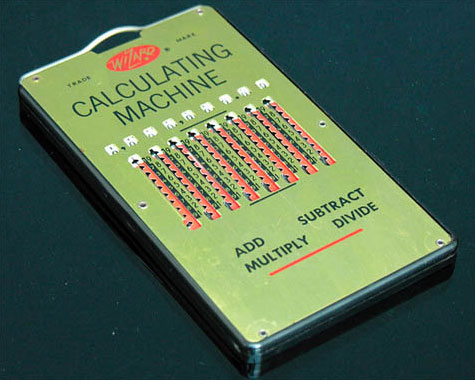 WIZARD
®
TRADE MARK
CALCULATING
MACHINE
ADD SUBTRACT
MULTIPLY DIVIDE